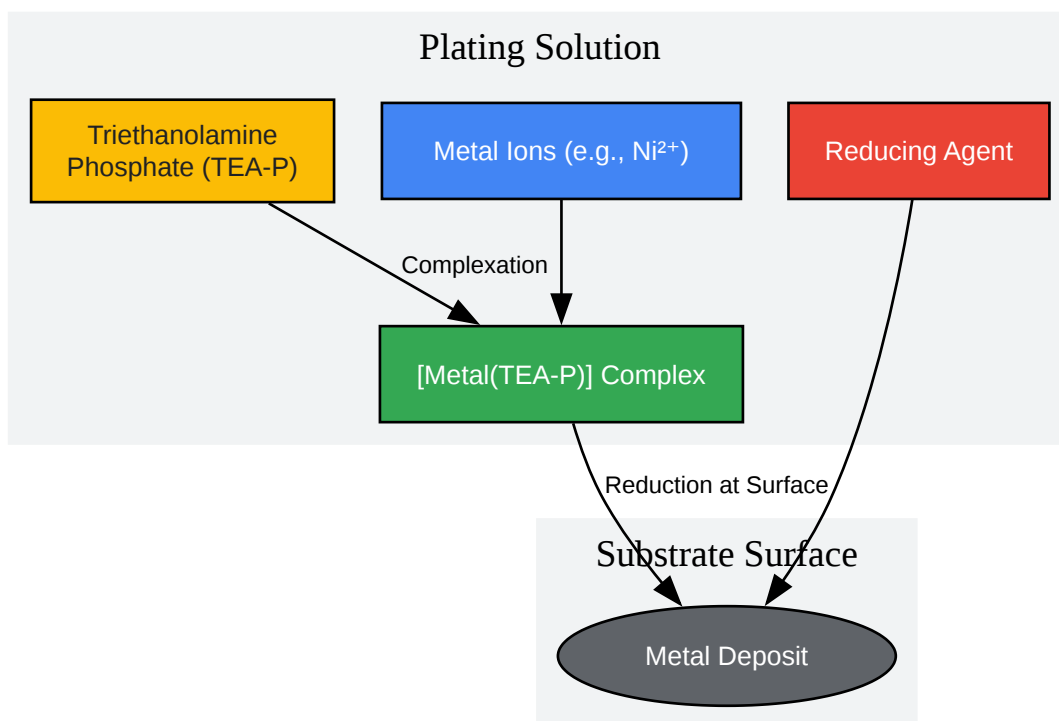 Plating Solution
Triethanolamine
Phosphate (TEA-P)
Metal Ions (e.g., Ni²⁺)
Reducing Agent
Complexation
[Metal(TEA-P)] Complex
Reduction at Surface
Substrate Surface
Metal Deposit